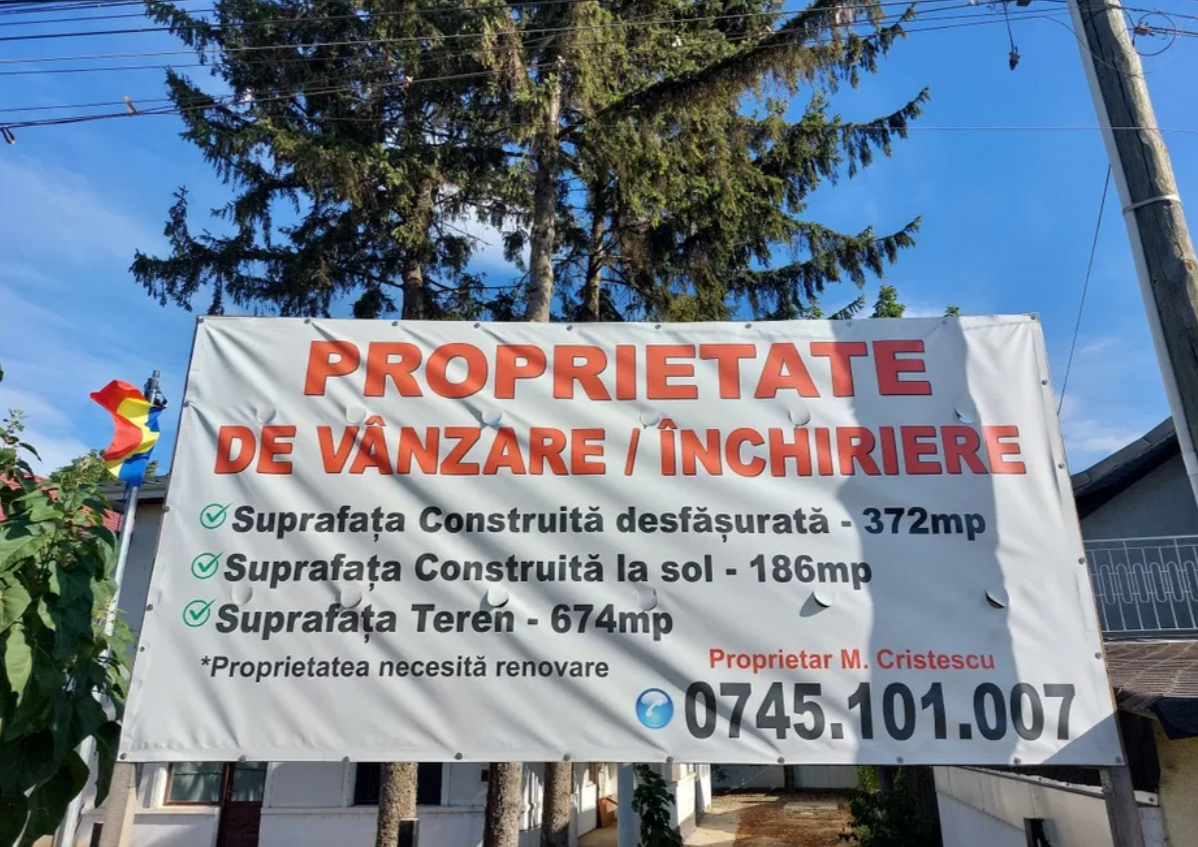 PROPRIETATE
DE VÂNZARE / ÎNCHIRIERE
Suprafața Construită desfășurată - 372mp
Suprafața Construită la sol - 186mp
Suprafața Teren - 674mp
*Proprietatea necesită renovare
Proprietar M. Cristescu
0745.101.007